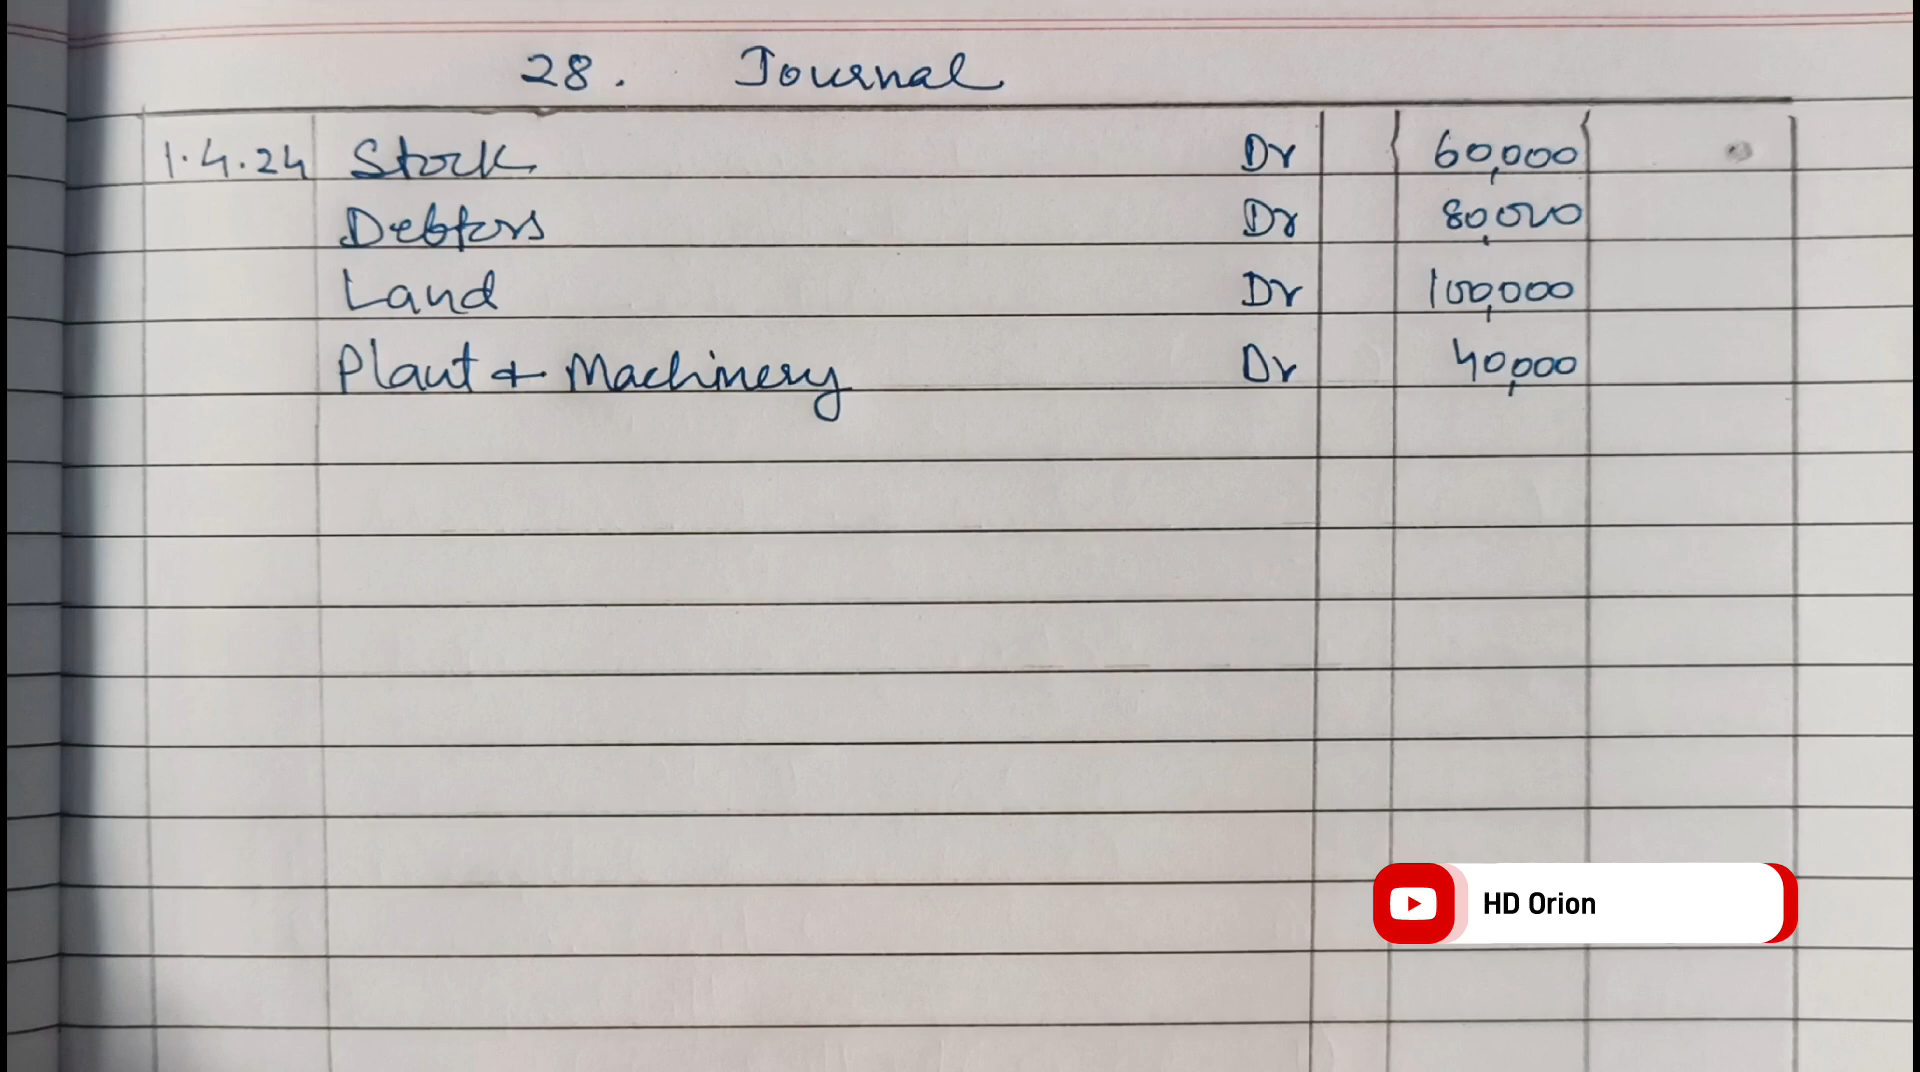 28. Journal
1.4.24 Stock Dr 60,000
Debtors Dr 80,000
Land Dr 100,000
Plant + Machinery Dr 40,000
HD Orion